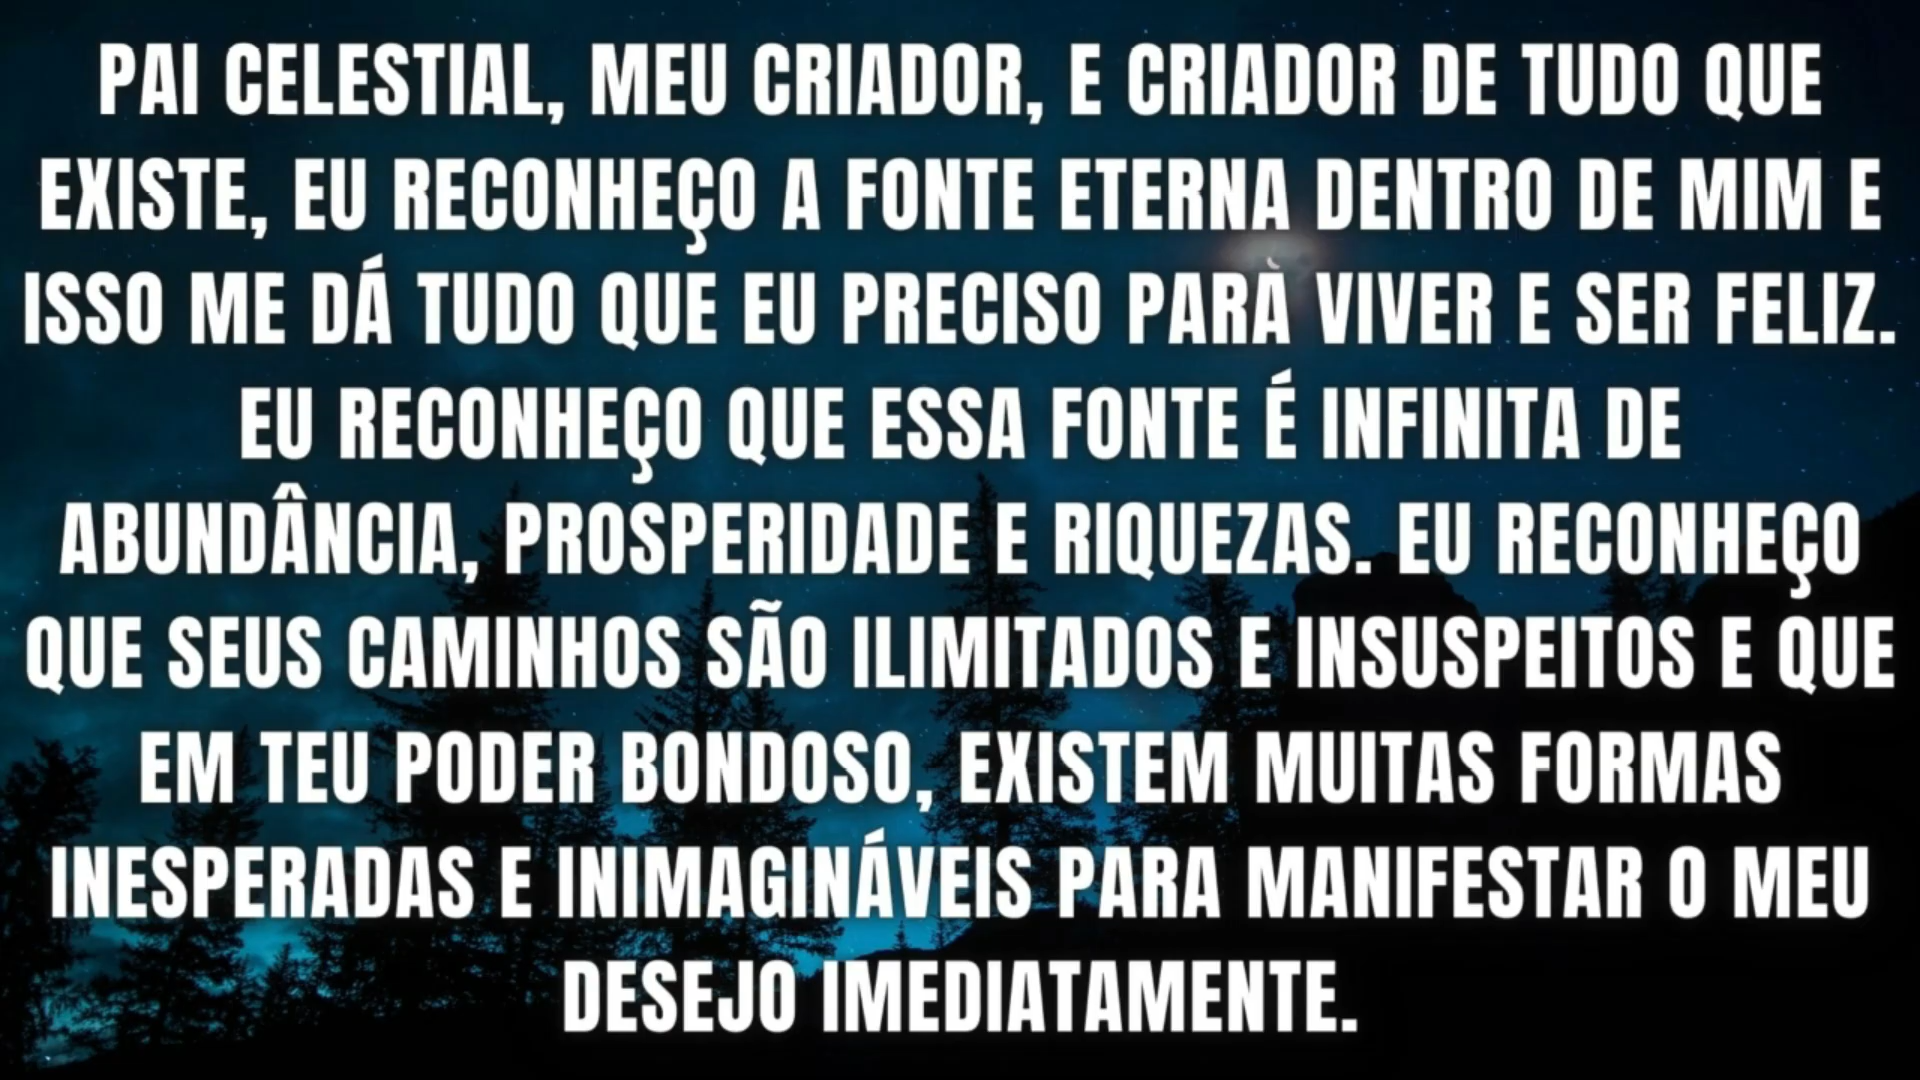 PAI CELESTIAL, MEU CRIADOR, E CRIADOR DE TUDO QUE
EXISTE, EU RECONHEÇO A FONTE ETERNA DENTRO DE MIM E
ISSO ME DÁ TUDO QUE EU PRECISO PARA VIVER E SER FELIZ.
EU RECONHEÇO QUE ESSA FONTE É INFINITA DE
ABUNDÂNCIA, PROSPERIDADE E RIQUEZAS. EU RECONHEÇO
QUE SEUS CAMINHOS SÃO ILIMITADOS E INSUSPEITOS E QUE
EM TEU PODER BONDOSO, EXISTEM MUITAS FORMAS
INESPERADAS E INIMAGINÁVEIS PARA MANIFESTAR O MEU
DESEJO IMEDIATAMENTE.